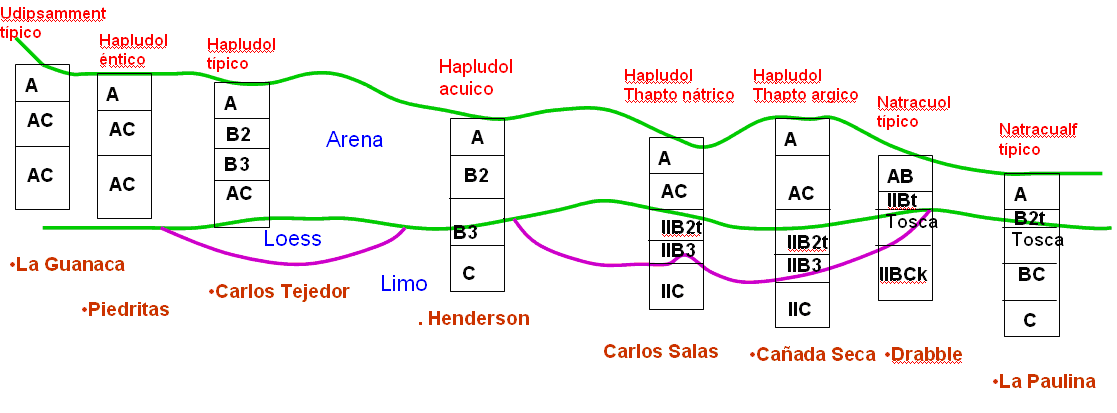 Udipsamment
típico
Hapludol
éntico
Hapludol
típico
Hapludol
acuico
Hapludol
Thapto nátrico
Hapludol
Thapto argico
Natracuol
típico
Natracualf
típico
A
AC
AC
A
AC
AC
A
B2
B3
AC
Arena
Loess
Limo
A
B2
B3
C
A
AC
IIB2t
IIB3
IIC
A
AC
IIB2t
IIB3
IIC
AB
IIBt
Tosca
IIBCk
A
B2t
Tosca
BC
C
•La Guanaca
•Piedritas
•Carlos Tejedor
. Henderson
Carlos Salas
•Cañada Seca
•Drabble
•La Paulina